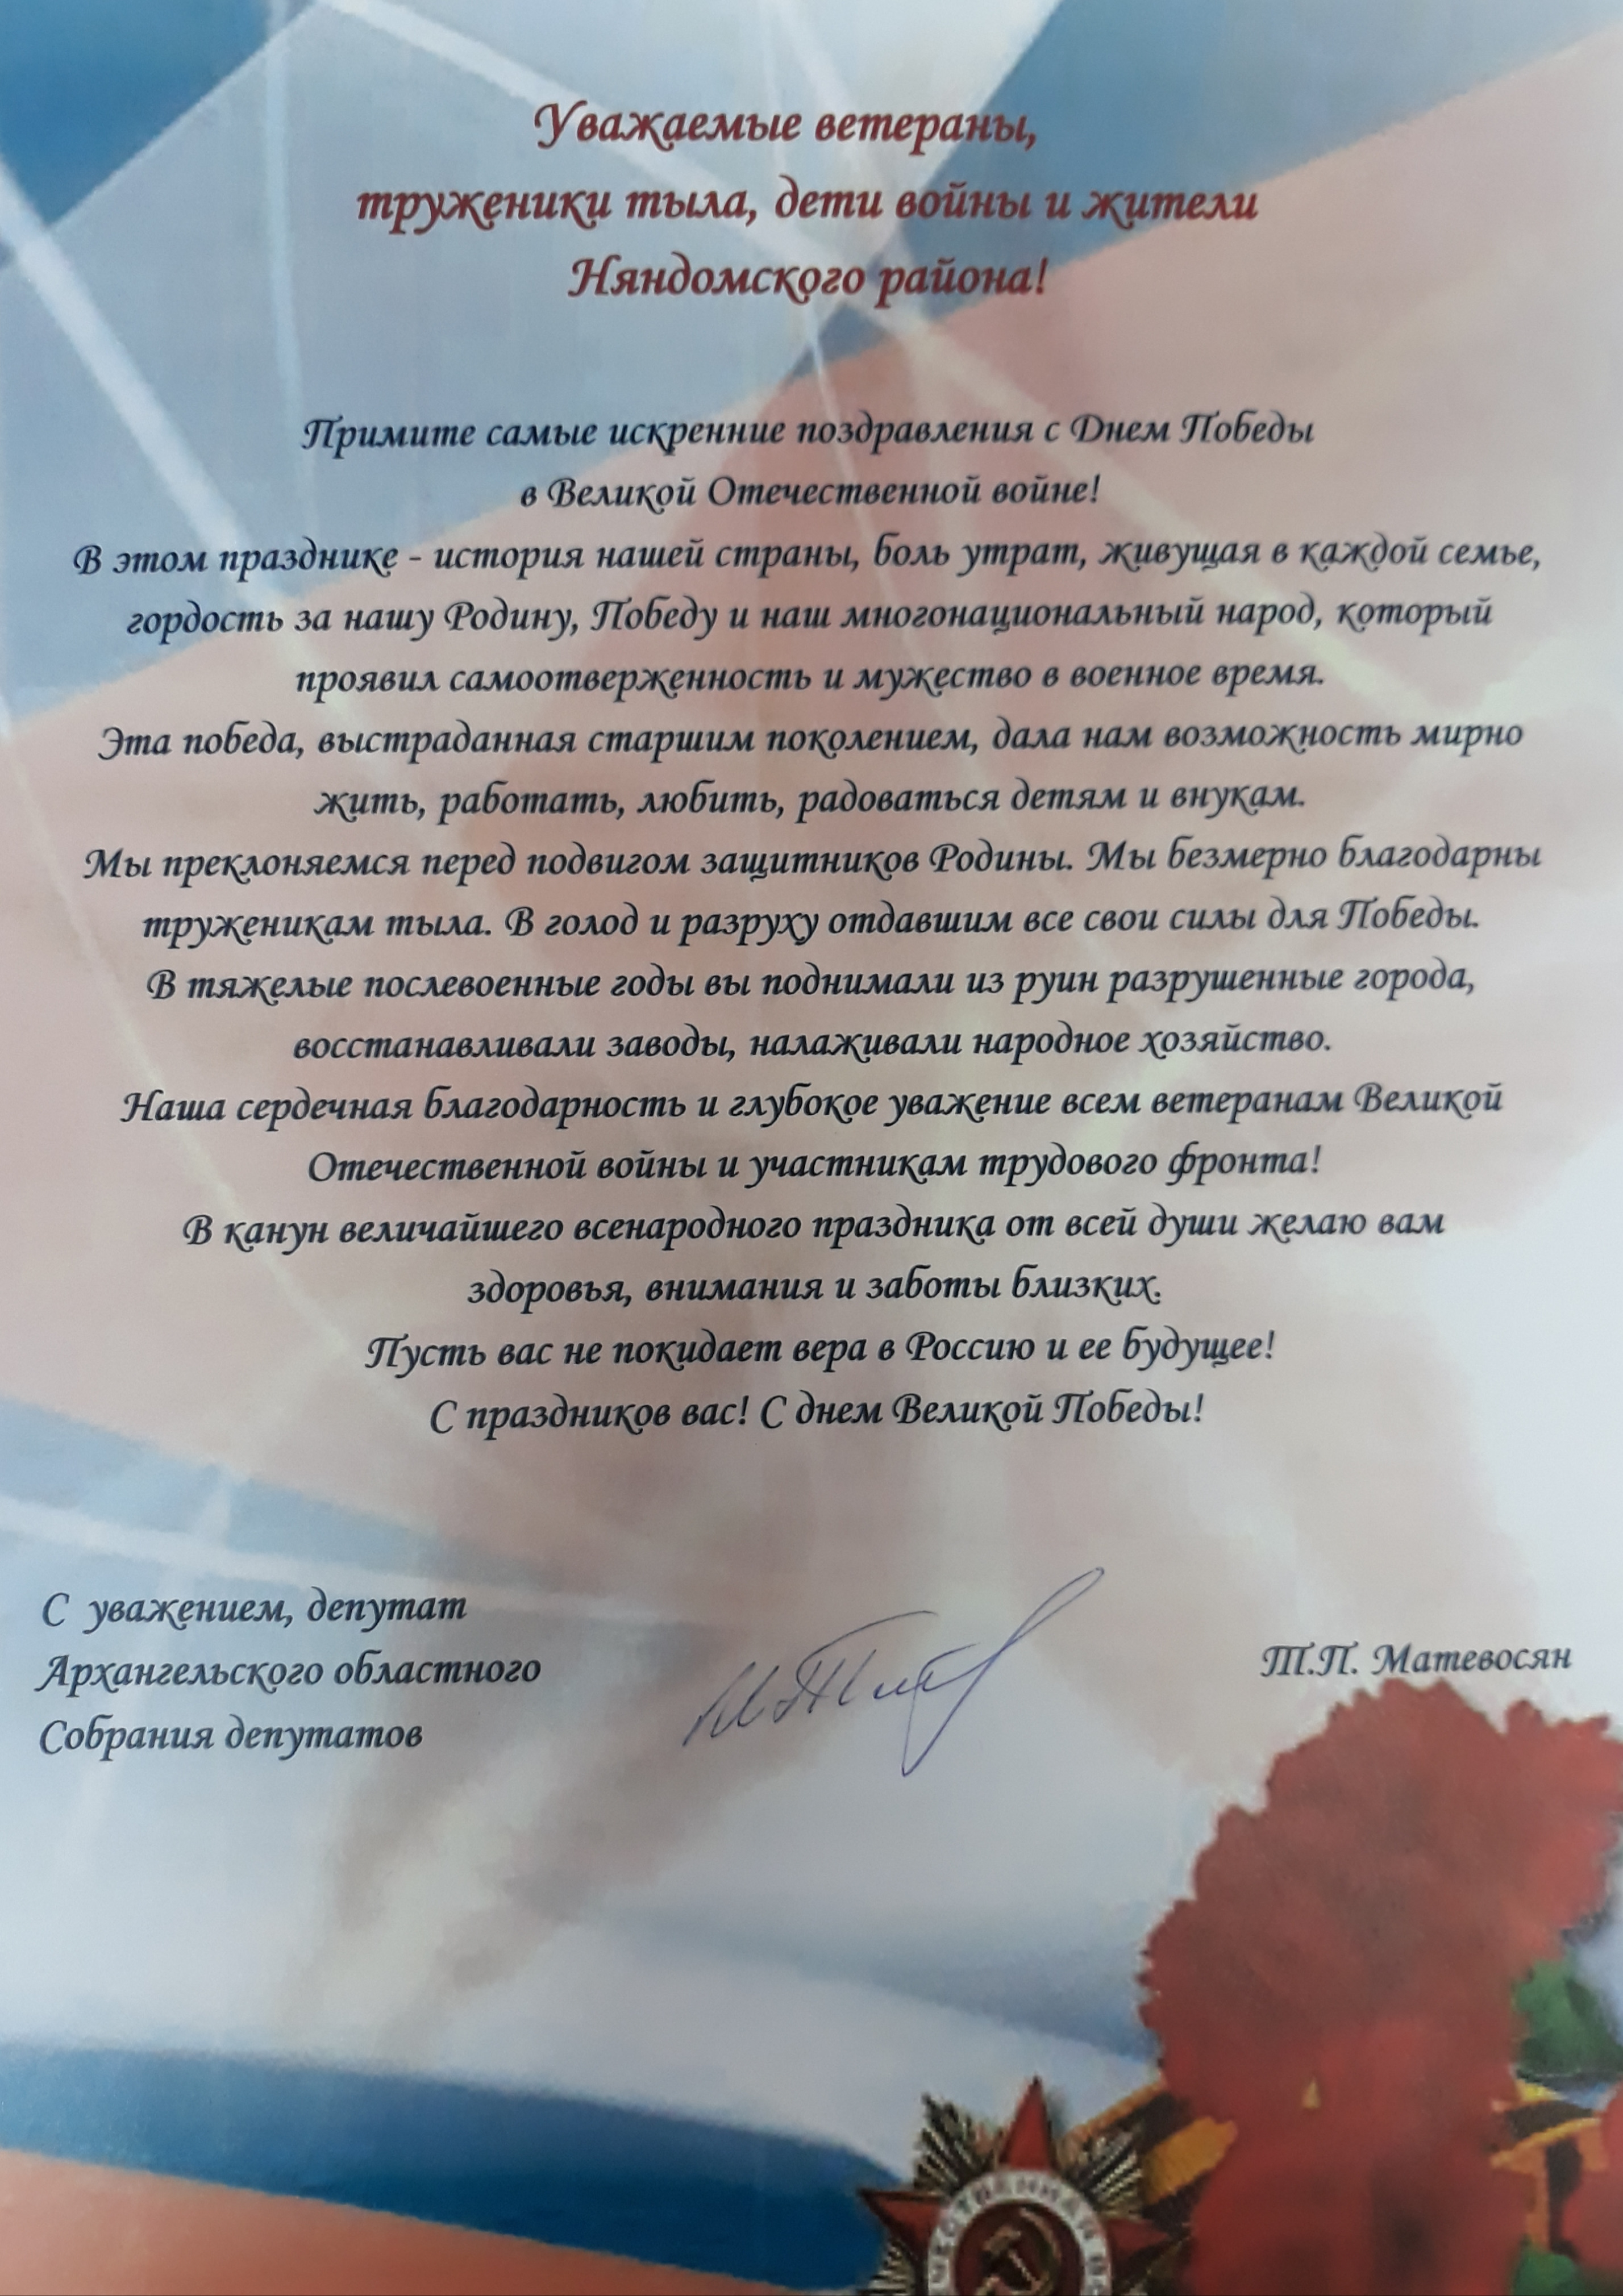 Уважаемые ветераны,
труженики тыла, дети войны и жители
Няндомского района!
Примите самые искренние поздравления с Днем Победы
в Великой Отечественной войне!
В этом празднике - история нашей страны, боль утрат, живущая в каждой семье,
гордость за нашу Родину, Победу и наш многонациональный народ, который
проявил самоотверженность и мужество в военное время.
Эта победа, выстраданная старшим поколением, дала нам возможность мирно
жить, работать, любить, радоваться детям и внукам.
Мы преклоняемся перед подвигом защитников Родины. Мы безмерно благодарны
труженикам тыла. В голод и разруху отдавшим все свои силы для Победы.
В тяжелые послевоенные годы вы поднимали из руин разрушенные города,
восстанавливали заводы, налаживали народное хозяйство.
Наша сердечная благодарность и глубокое уважение всем ветеранам Великой
Отечественной войны и участникам трудового фронта!
В канун величайшего всенародного праздника от всей души желаю вам
здоровья, внимания и заботы близких.
Пусть вас не покидает вера в Россию и ее будущее!
С праздников вас! С днем Великой Победы!
С уважением, депутат
Архангельского областного
Собрания депутатов
Т.П. Матевосян